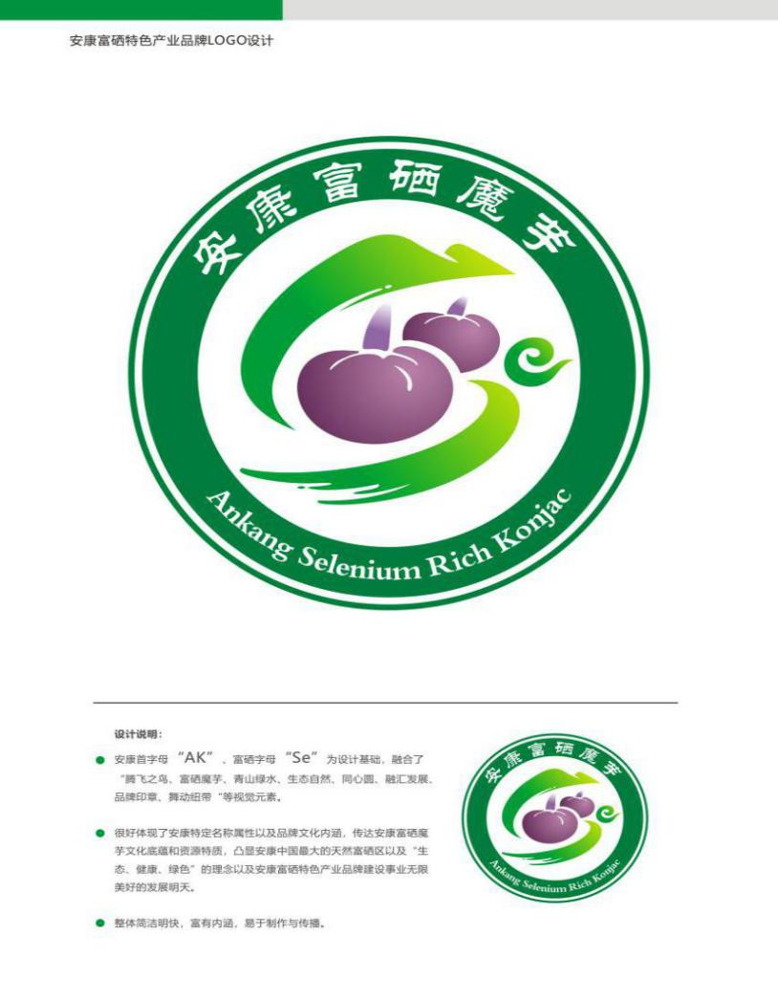 安康富硒特色产业品牌LOGO设计
安康富硒魔芋
Ankang Selenium Rich Konjac
设计说明：
安康首字母“AK”、富硒字母“Se”为设计基础，融合了
“腾飞之鸟、富硒魔芋、青山绿水、生态自然、同心圆、融汇发展、
品牌印章、舞动纽带“等视觉元素。
很好体现了安康特定名称属性以及品牌文化内涵，传达安康富硒魔
芋文化底蕴和资源特质，凸显安康中国最大的天然富硒区以及“生
态、健康、绿色”的理念以及安康富硒特色产业品牌建设事业无限
美好的发展明天。
整体简洁明快，富有内涵，易于制作与传播。
安康富硒魔芋
Ankang Selenium Rich Konjac